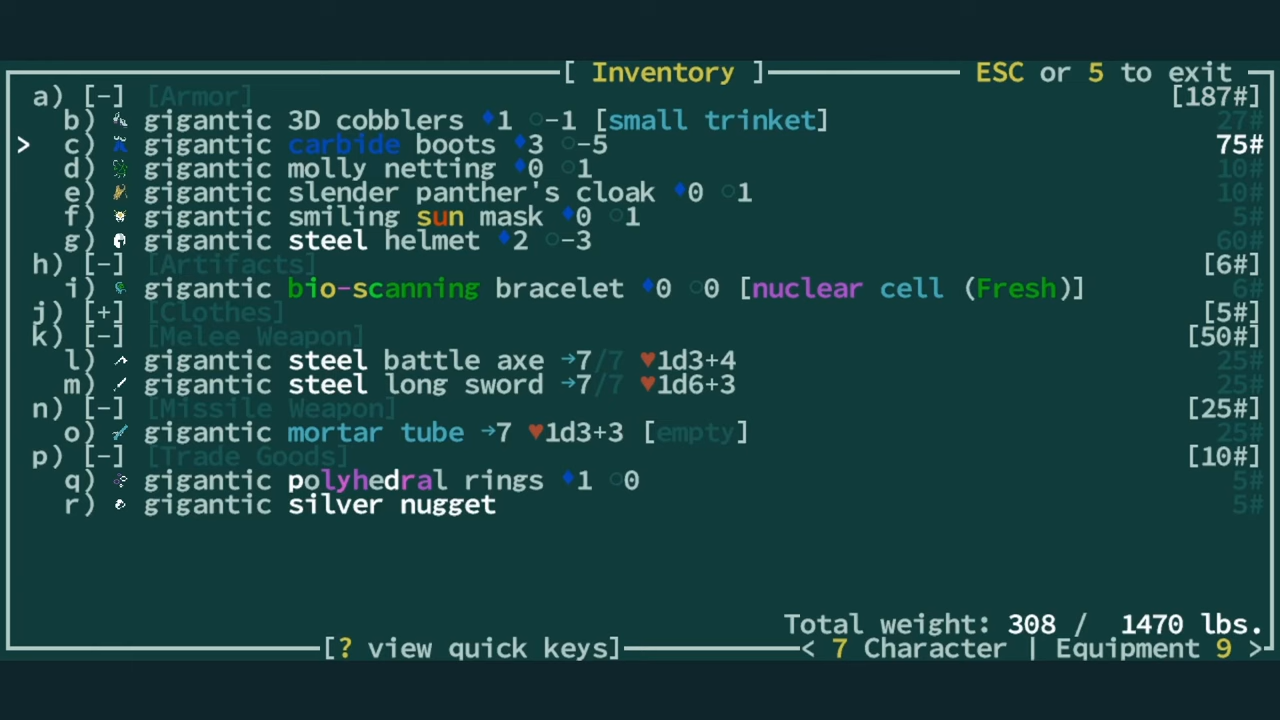 [ Inventory ] ESC or 5 to exit
a) [-] [Armor] [187#]
b) gigantic 3D cobblers ♦1 ○-1 [small trinket] 27#
> c) gigantic carbide boots ♦3 ○-5 75#
d) gigantic molly netting ♦0 ○1 10#
e) gigantic slender panther's cloak ♦0 ○1 10#
f) gigantic smiling sun mask ♦0 ○1 5#
g) gigantic steel helmet ♦2 ○-3 60#
h) [-] [Artifacts] [6#]
i) gigantic bio-scanning bracelet ♦0 ○0 [nuclear cell (Fresh)] 6#
j) [+] [Clothes] [5#]
k) [-] [Melee Weapon] [50#]
l) gigantic steel battle axe →7/7 ♥1d3+4 25#
m) gigantic steel long sword →7/7 ♥1d6+3 25#
n) [-] [Missile Weapon] [25#]
o) gigantic mortar tube →7 ♥1d3+3 [empty] 25#
p) [-] [Trade Goods] [10#]
q) gigantic polyhedral rings ♦1 ○0 5#
r) gigantic silver nugget 5#
Total weight: 308 / 1470 lbs.
[? view quick keys] < 7 Character | Equipment 9 >